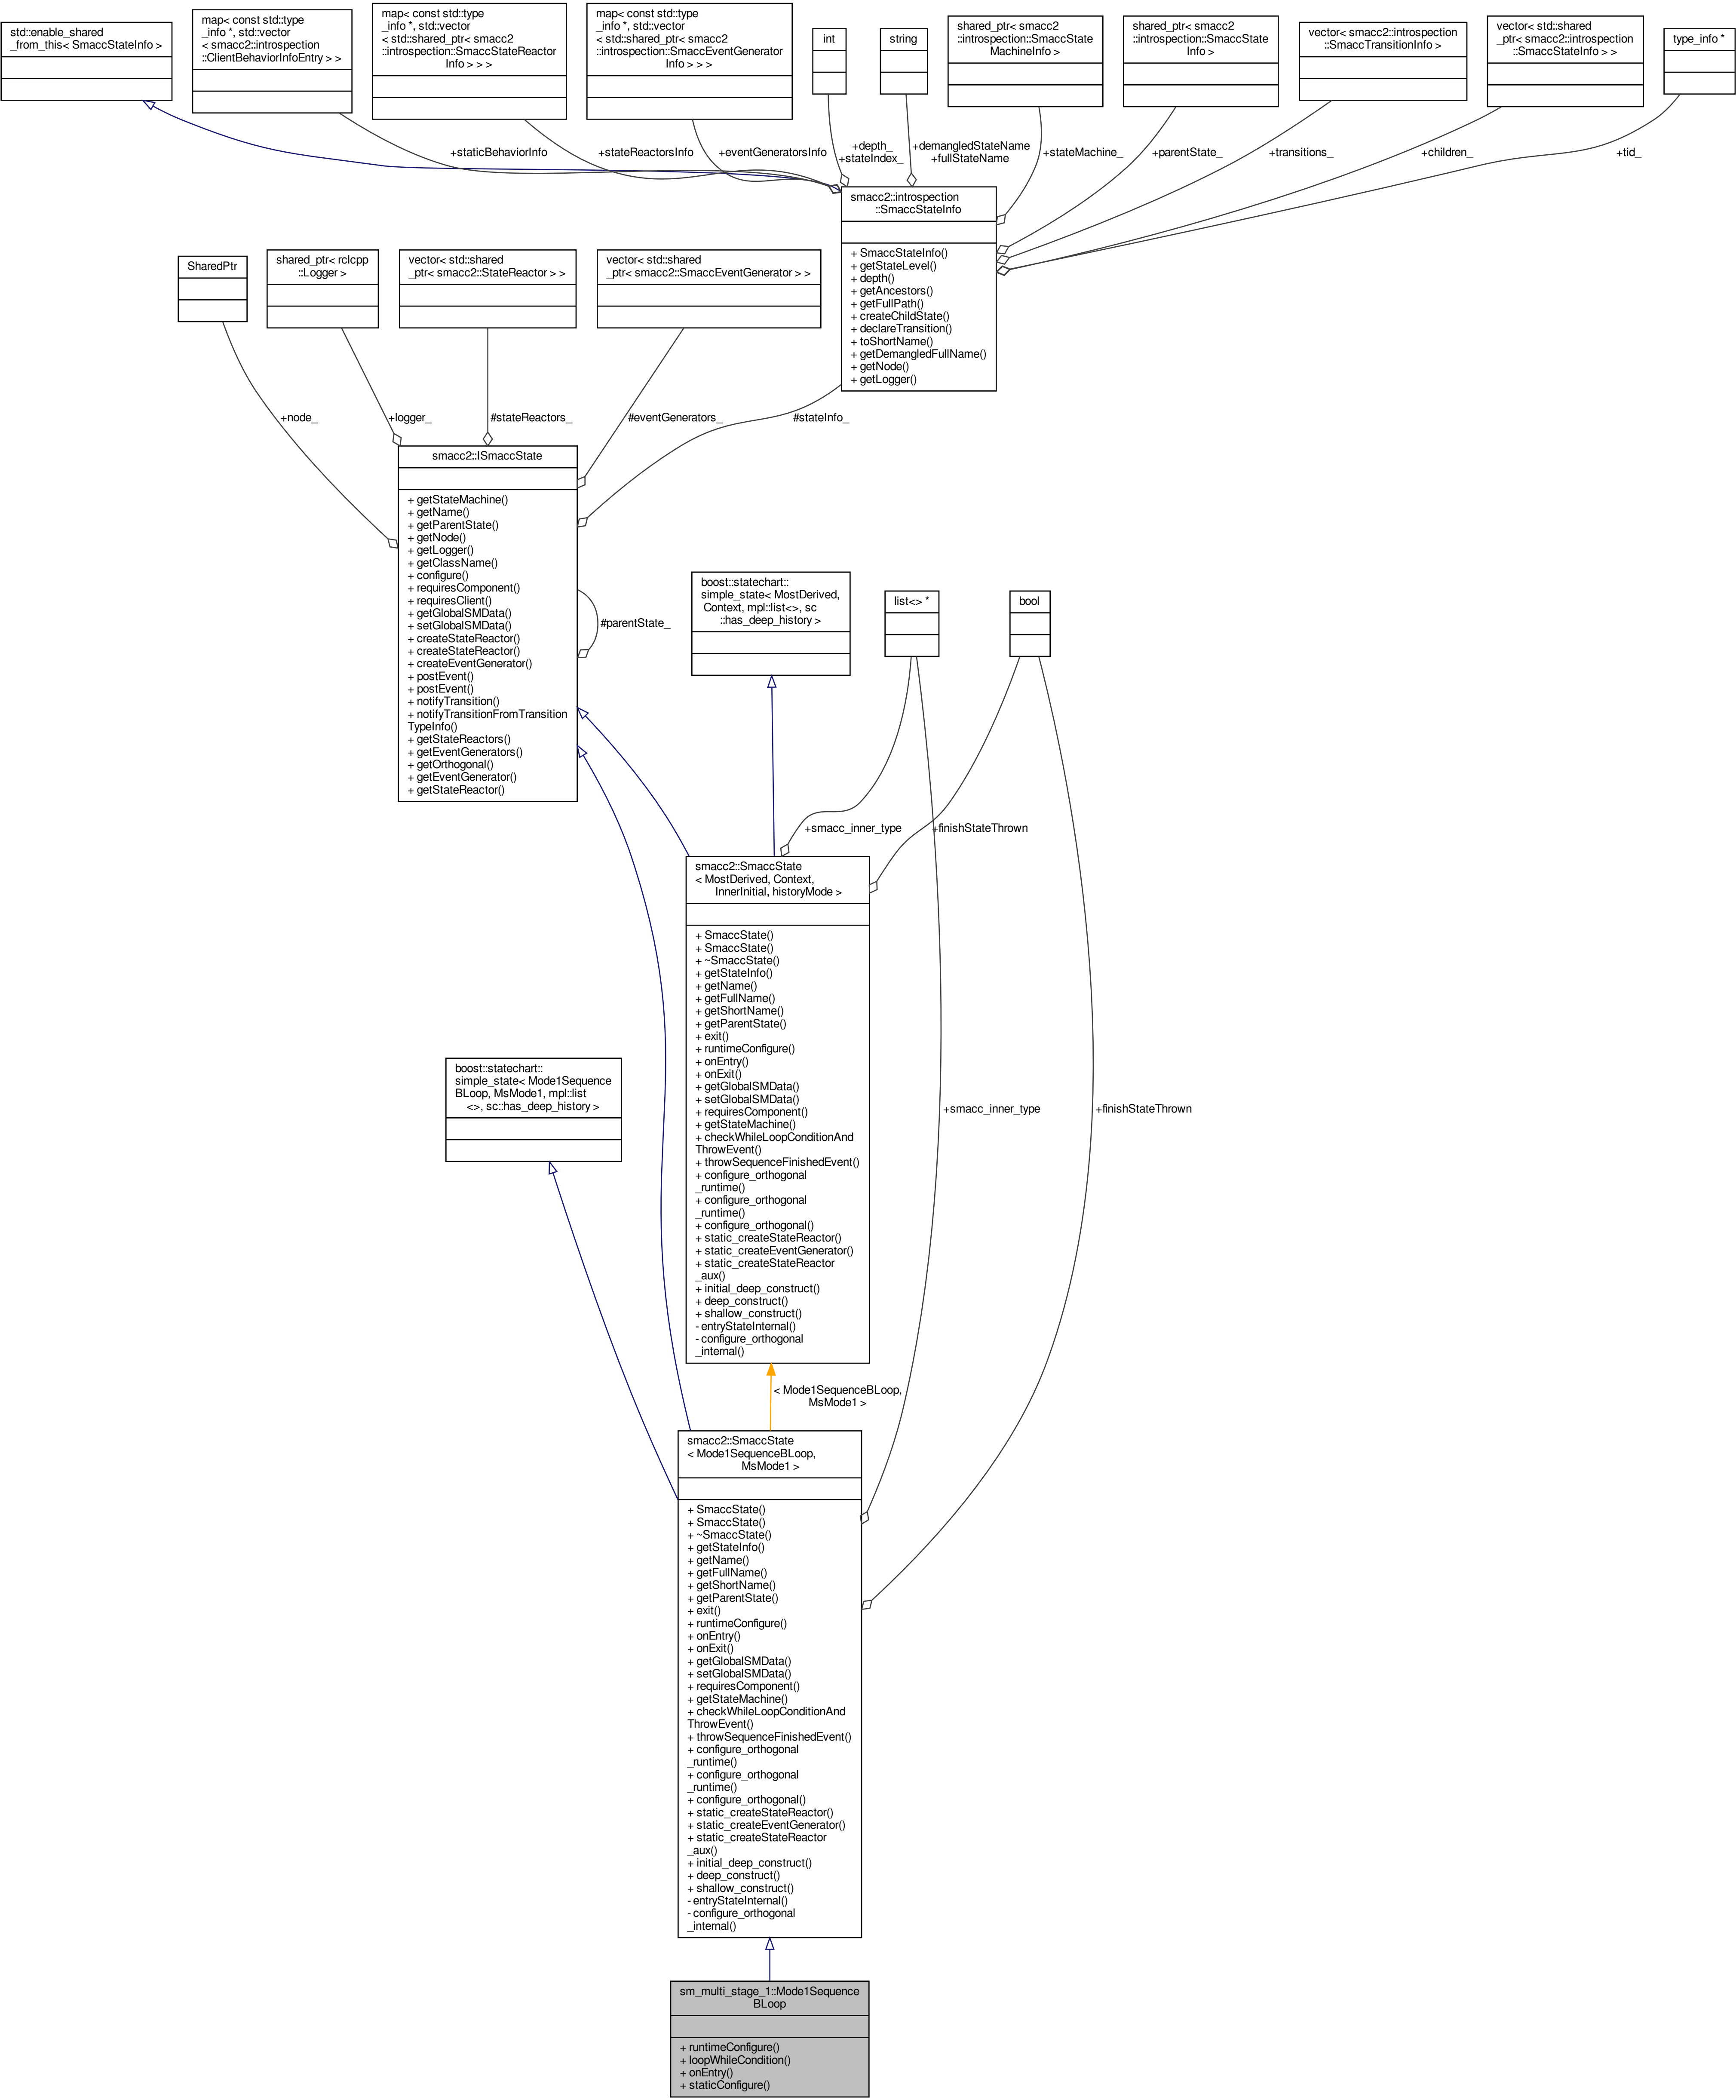 std::enable_shared
_from_this< SmaccStateInfo >
map< const std::type
_info *, std::vector
< smacc2::introspection
::ClientBehaviorInfoEntry > >
map< const std::type
_info *, std::vector
< std::shared_ptr< smacc2
::introspection::SmaccStateReactor
Info > > >
map< const std::type
_info *, std::vector
< std::shared_ptr< smacc2
::introspection::SmaccEventGenerator
Info > > >
int
string
shared_ptr< smacc2
::introspection::SmaccState
MachineInfo >
shared_ptr< smacc2
::introspection::SmaccState
Info >
vector< smacc2::introspection
::SmaccTransitionInfo >
vector< std::shared
_ptr< smacc2::introspection
::SmaccStateInfo > >
type_info *
+staticBehaviorInfo
+stateReactorsInfo
+eventGeneratorsInfo
+depth_
+stateIndex_
+demangledStateName
+fullStateName
+stateMachine_
+parentState_
+transitions_
+children_
+tid_
smacc2::introspection
::SmaccStateInfo
+ SmaccStateInfo()
+ getStateLevel()
+ depth()
+ getAncestors()
+ getFullPath()
+ createChildState()
+ declareTransition()
+ toShortName()
+ getDemangledFullName()
+ getNode()
+ getLogger()
SharedPtr
shared_ptr< rclcpp
::Logger >
vector< std::shared
_ptr< smacc2::StateReactor > >
vector< std::shared
_ptr< smacc2::SmaccEventGenerator > >
+node_
+logger_
#stateReactors_
#eventGenerators_
#stateInfo_
smacc2::ISmaccState
+ getStateMachine()
+ getName()
+ getParentState()
+ getNode()
+ getLogger()
+ getClassName()
+ configure()
+ requiresComponent()
+ requiresClient()
+ getGlobalSMData()
+ setGlobalSMData()
+ createStateReactor()
+ createStateReactor()
+ createEventGenerator()
+ postEvent()
+ postEvent()
+ notifyTransition()
+ notifyTransitionFromTransition
TypeInfo()
+ getStateReactors()
+ getEventGenerators()
+ getOrthogonal()
+ getEventGenerator()
+ getStateReactor()
#parentState_
boost::statechart::
simple_state< MostDerived,
Context, mpl::list<>, sc
::has_deep_history >
list<> *
bool
+smacc_inner_type
+finishStateThrown
smacc2::SmaccState
< MostDerived, Context,
InnerInitial, historyMode >
+ SmaccState()
+ SmaccState()
+ ~SmaccState()
+ getStateInfo()
+ getName()
+ getFullName()
+ getShortName()
+ getParentState()
+ exit()
+ runtimeConfigure()
+ onEntry()
+ onExit()
+ getGlobalSMData()
+ setGlobalSMData()
+ requiresComponent()
+ getStateMachine()
+ checkWhileLoopConditionAnd
ThrowEvent()
+ throwSequenceFinishedEvent()
+ configure_orthogonal
_runtime()
+ configure_orthogonal
_runtime()
+ configure_orthogonal()
+ static_createStateReactor()
+ static_createEventGenerator()
+ static_createStateReactor
_aux()
+ initial_deep_construct()
+ deep_construct()
+ shallow_construct()
- entryStateInternal()
- configure_orthogonal
_internal()
boost::statechart::
simple_state< Mode1Sequence
BLoop, MsMode1, mpl::list
<>, sc::has_deep_history >
+smacc_inner_type
+finishStateThrown
< Mode1SequenceBLoop,
MsMode1 >
smacc2::SmaccState
< Mode1SequenceBLoop,
MsMode1 >
+ SmaccState()
+ SmaccState()
+ ~SmaccState()
+ getStateInfo()
+ getName()
+ getFullName()
+ getShortName()
+ getParentState()
+ exit()
+ runtimeConfigure()
+ onEntry()
+ onExit()
+ getGlobalSMData()
+ setGlobalSMData()
+ requiresComponent()
+ getStateMachine()
+ checkWhileLoopConditionAnd
ThrowEvent()
+ throwSequenceFinishedEvent()
+ configure_orthogonal
_runtime()
+ configure_orthogonal
_runtime()
+ configure_orthogonal()
+ static_createStateReactor()
+ static_createEventGenerator()
+ static_createStateReactor
_aux()
+ initial_deep_construct()
+ deep_construct()
+ shallow_construct()
- entryStateInternal()
- configure_orthogonal
_internal()
sm_multi_stage_1::Mode1Sequence
BLoop
+ runtimeConfigure()
+ loopWhileCondition()
+ onEntry()
+ staticConfigure()